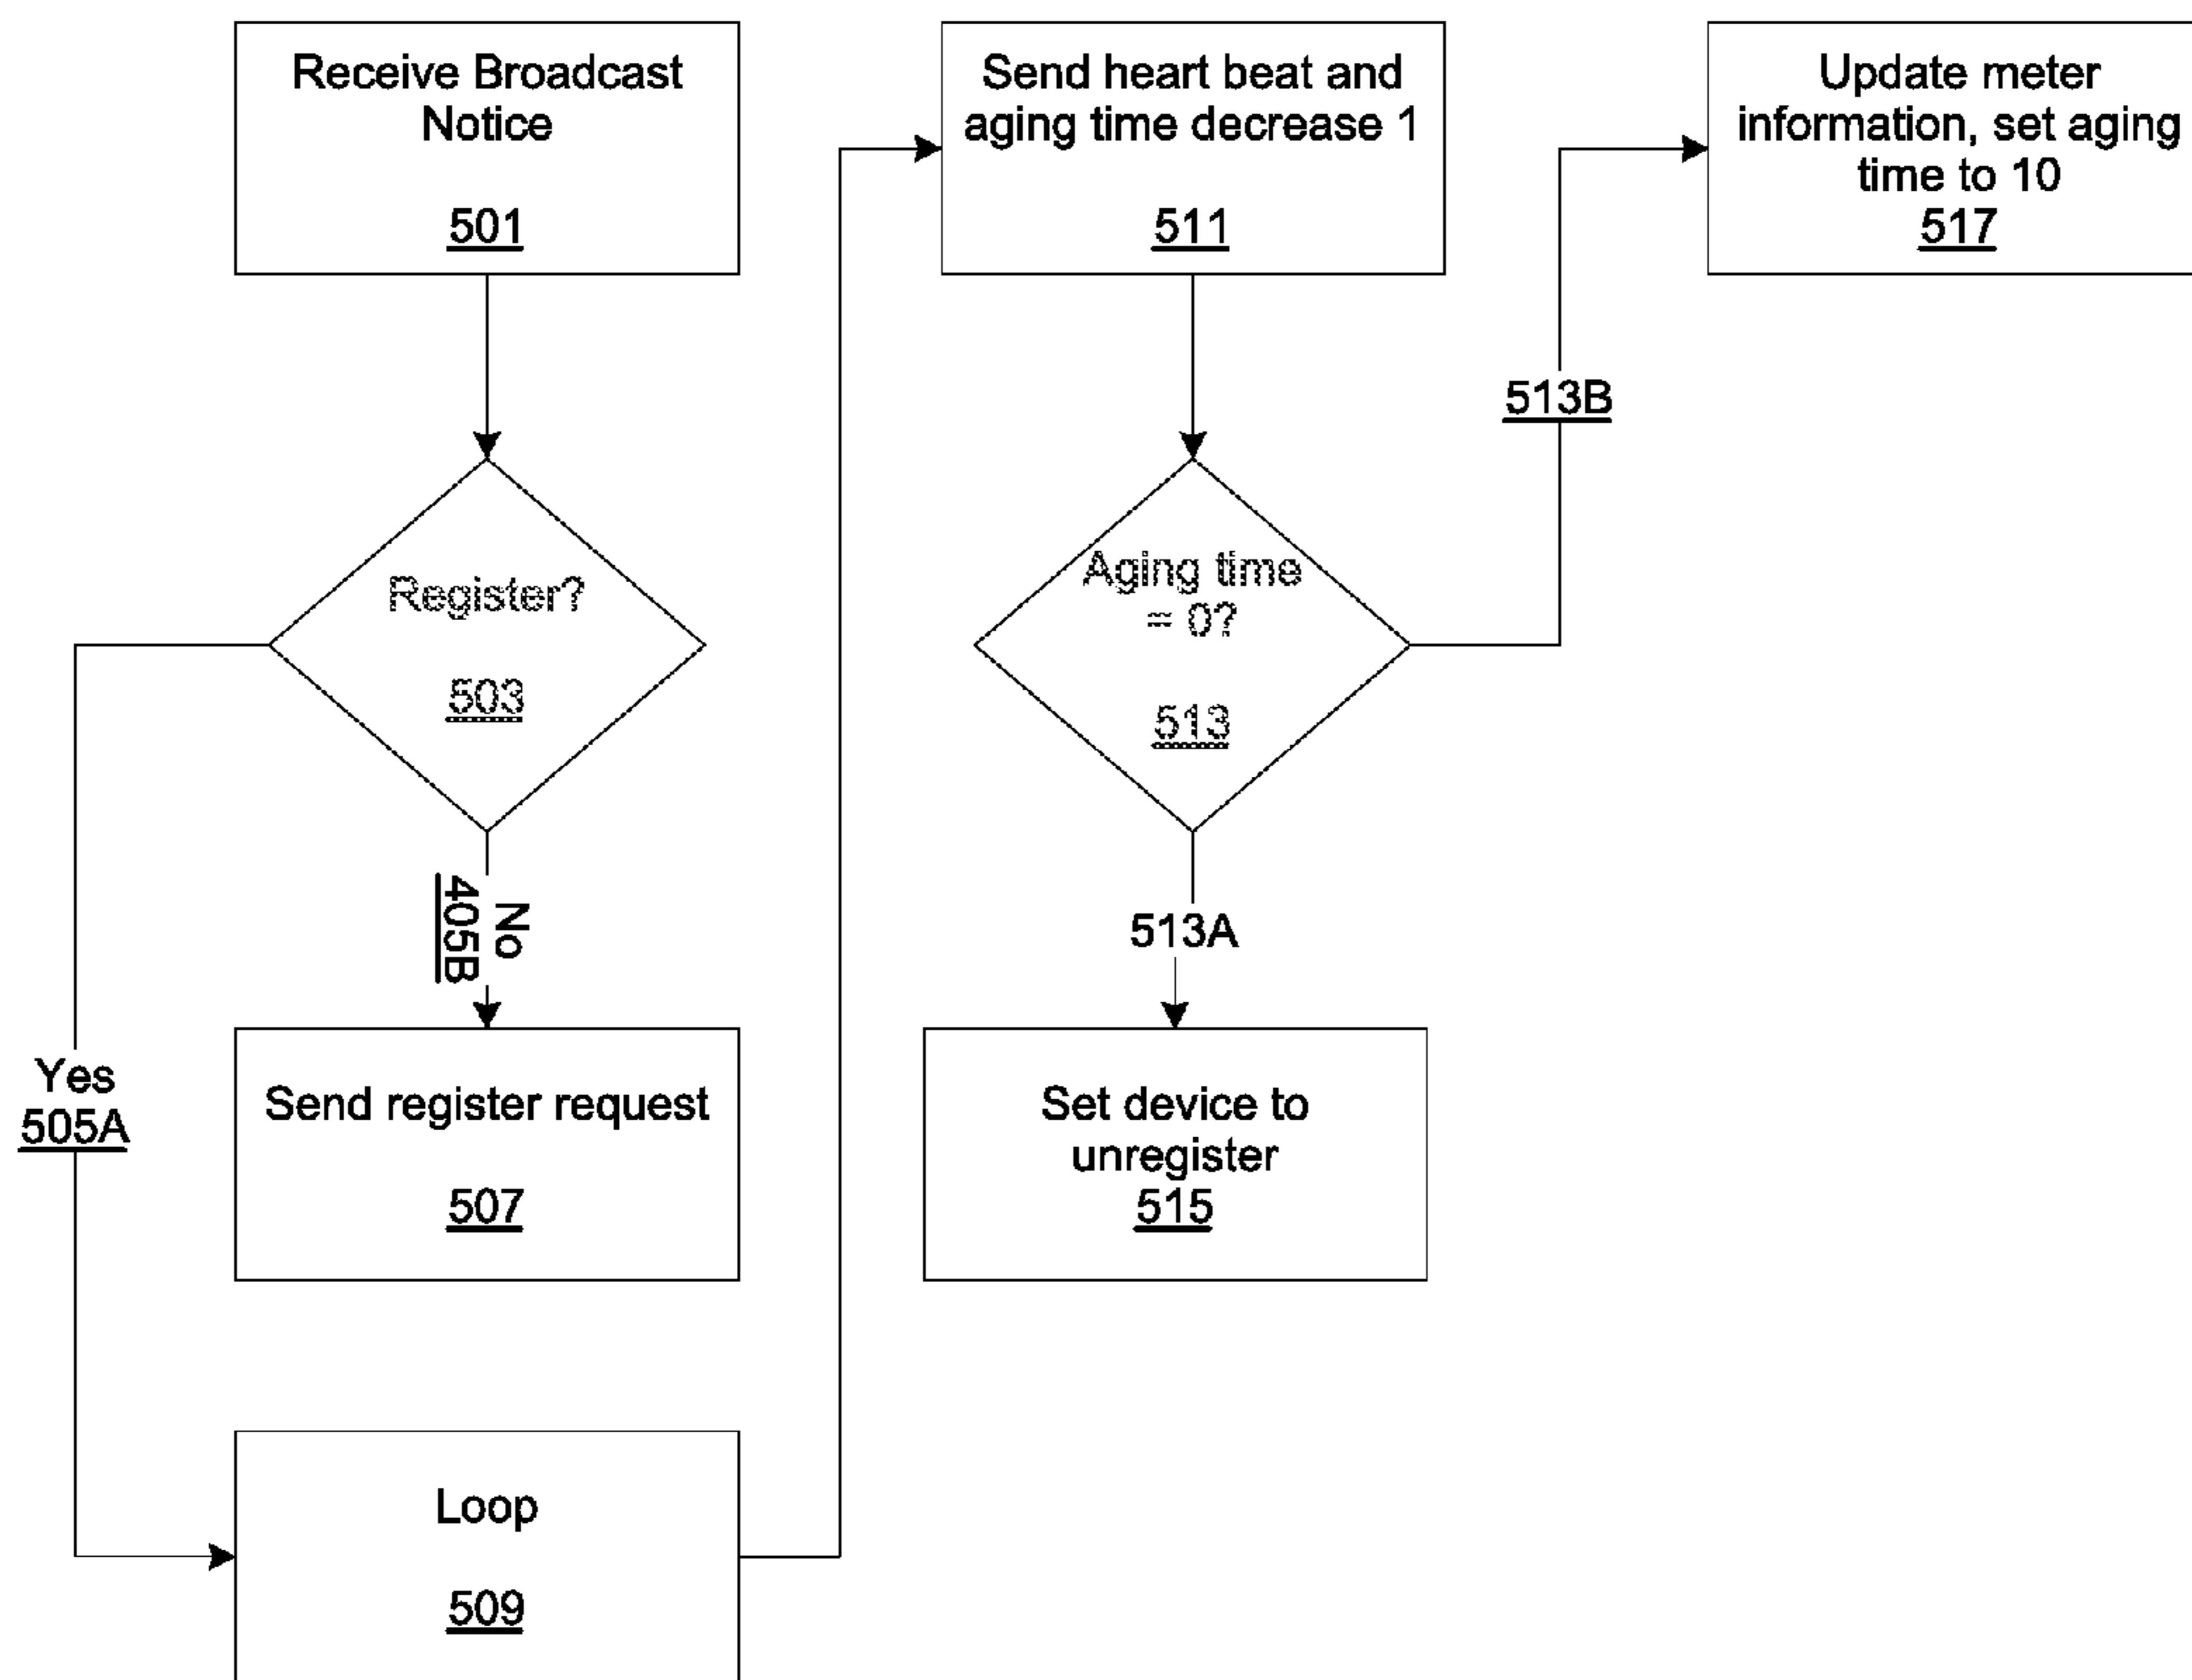 Receive Broadcast
Notice
501
Register?
503
No
405B
Yes
505A
Send register request
507
Loop
509
Send heart beat and
aging time decrease 1
511
Aging time
= 0?
513
513A
513B
Set device to
unregister
515
Update meter
information, set aging
time to 10
517